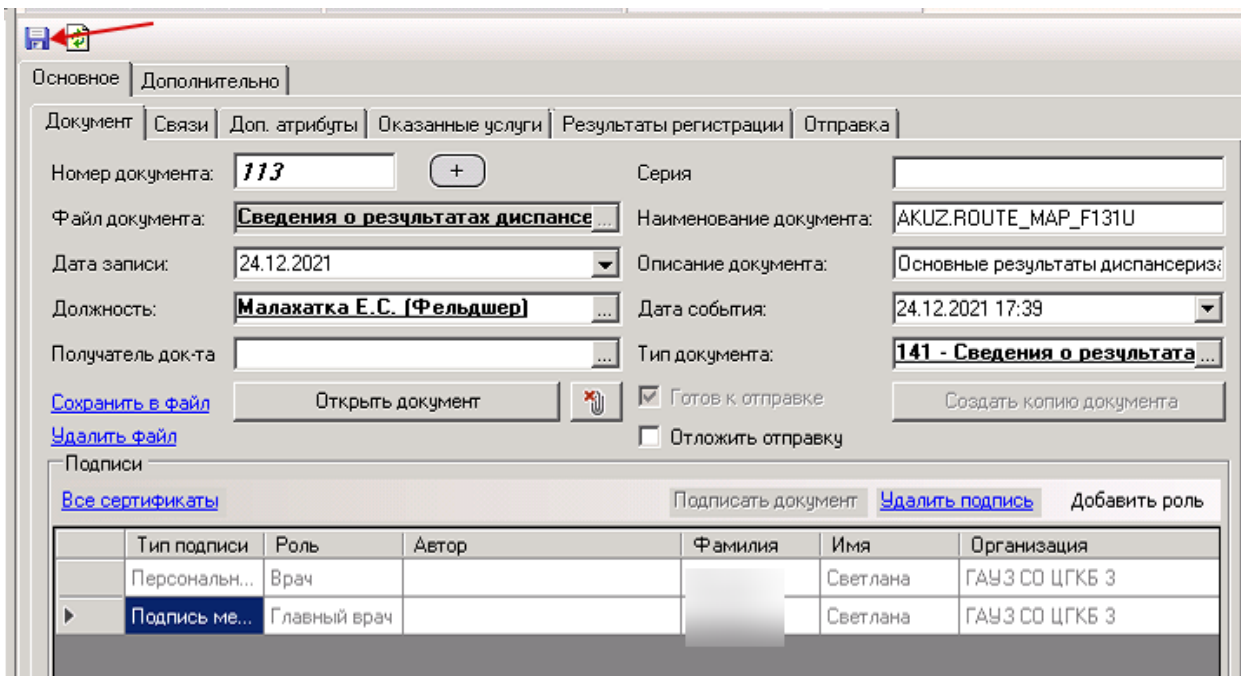 Основное Дополнительно
Документ Связи Доп. атрибуты Оказанные услуги Результаты регистрации Отправка
Номер документа: 113 + Серия
Файл документа: Сведения о результатах диспансе ... Наименование документа: AKUZ.ROUTE_MAP_F131U
Дата записи: 24.12.2021 Описание документа: Основные результаты диспансериза
Должность: Малахатка Е.С. (Фельдшер) ... Дата события: 24.12.2021 17:39
Получатель док-та ... Тип документа: 141 - Сведения о результата ...
Сохранить в файл Открыть документ Готов к отправке Создать копию документа
Удалить файл Отложить отправку
Подписи
Все сертификаты Подписать документ Удалить подпись Добавить роль
Тип подписи Роль Автор Фамилия Имя Организация
Персональн... Врач Светлана ГАУЗ СО ЦГКБ 3
Подпись ме... Главный врач Светлана ГАУЗ СО ЦГКБ 3